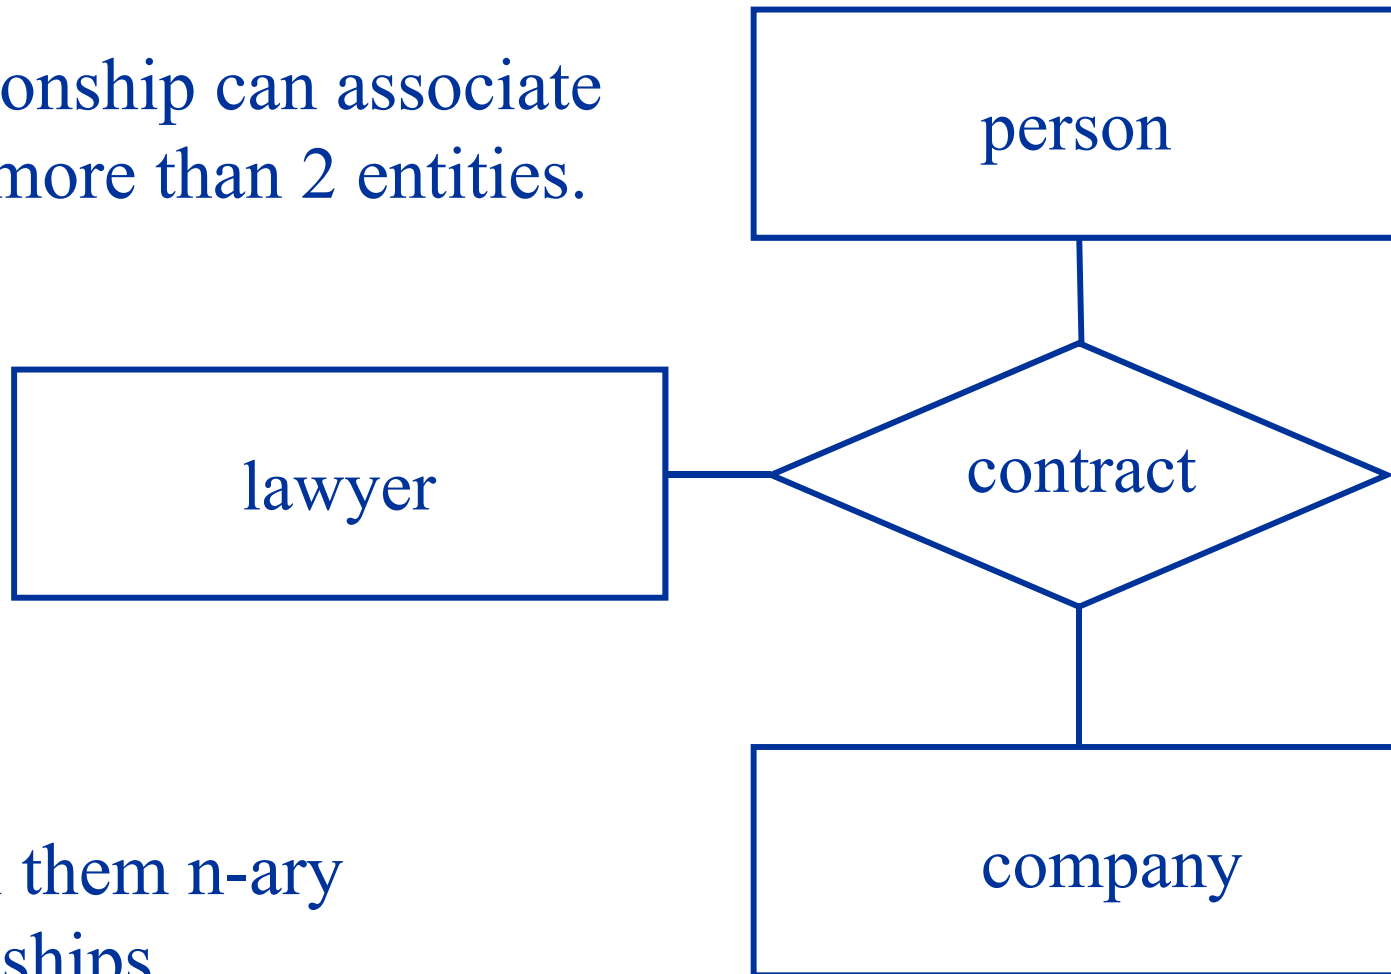 onship can associate
more than 2 entities.
person
lawyer
contract
them n-ary
ships
company